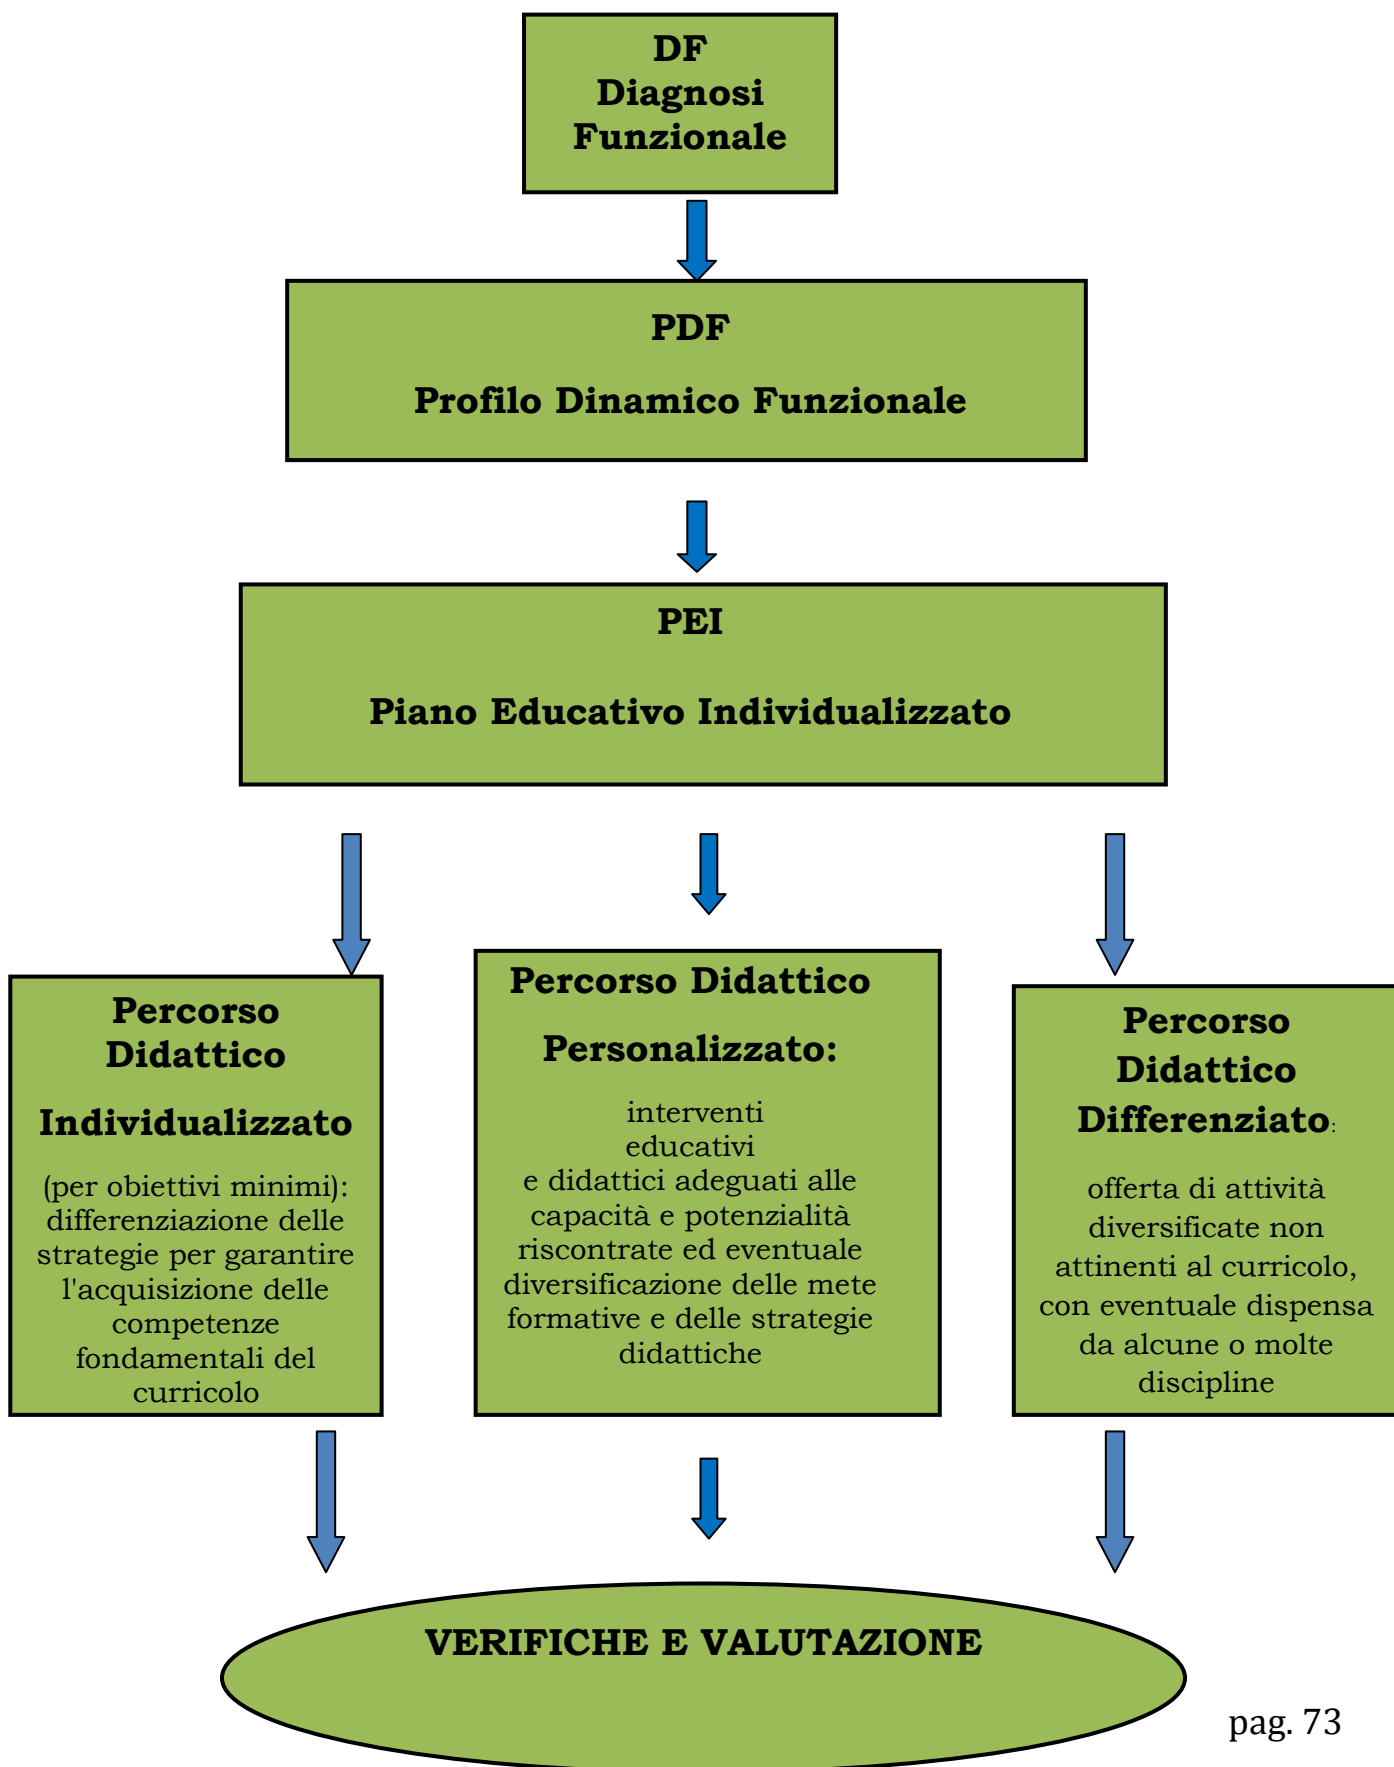 DF
Diagnosi
Funzionale
PDF
Profilo Dinamico Funzionale
PEI
Piano Educativo Individualizzato
Percorso
Didattico
Individualizzato
(per obiettivi minimi):
differenziazione delle
strategie per garantire
l'acquisizione delle
competenze
fondamentali del
curricolo
Percorso Didattico
Personalizzato:
interventi
educativi
e didattici adeguati alle
capacità e potenzialità
riscontrate ed eventuale
diversificazione delle mete
formative e delle strategie
didattiche
Percorso
Didattico
Differenziato:
offerta di attività
diversificate non
attinenti al curricolo,
con eventuale dispensa
da alcune o molte
discipline
VERIFICHE E VALUTAZIONE
pag. 73